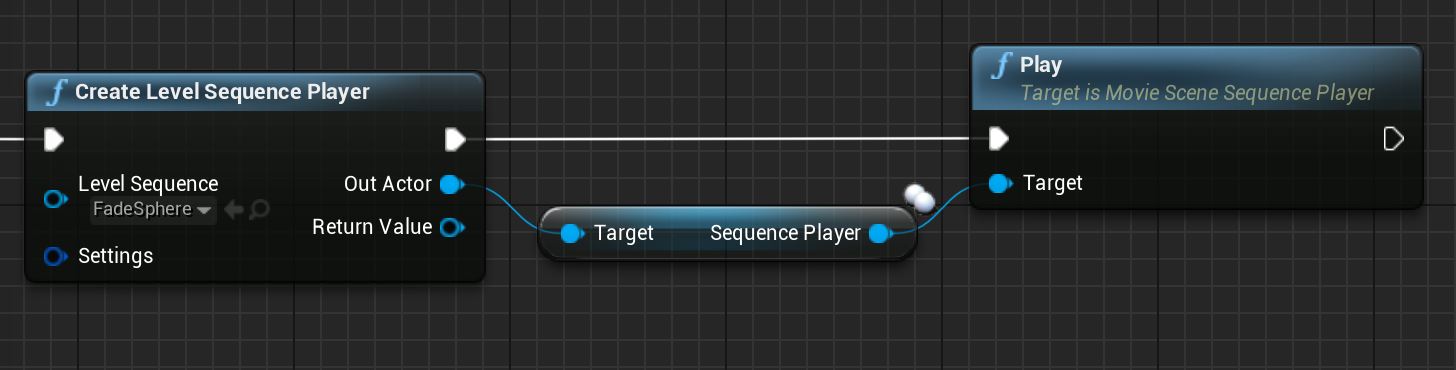 Create Level Sequence Player
Level Sequence
FadeSphere
Settings
Out Actor
Return Value
Target
Sequence Player
Play
Target is Movie Scene Sequence Player
Target